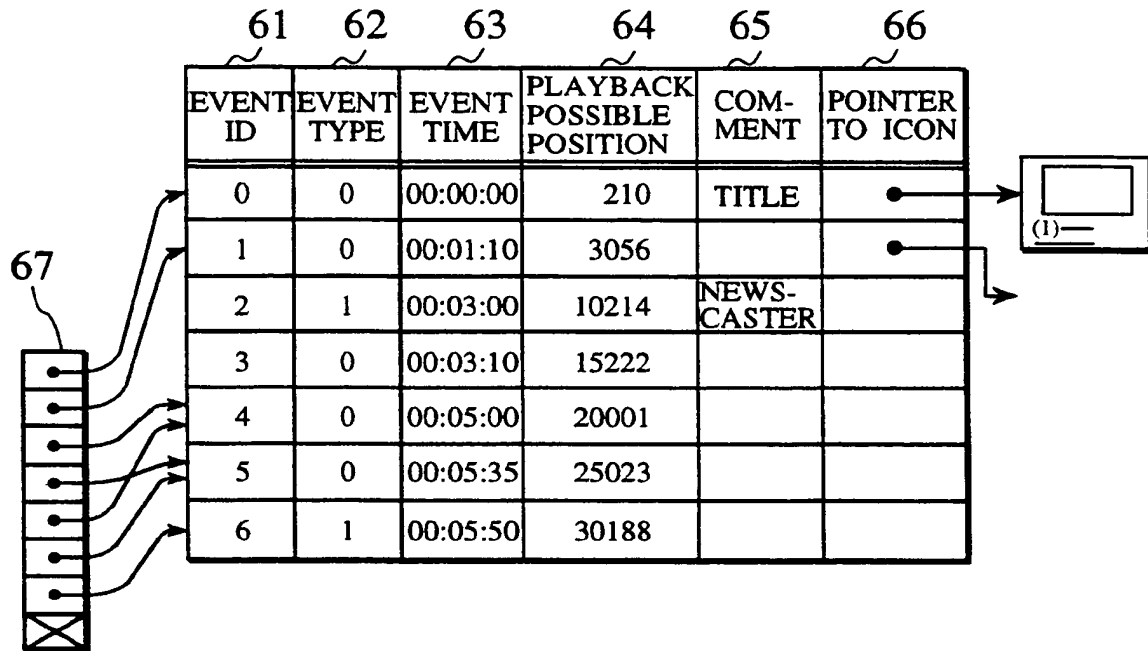 61 62 63 64 65 66
EVENT ID EVENT TYPE EVENT TIME PLAYBACK POSSIBLE POSITION COM-MENT POINTER TO ICON
0 0 00:00:00 210 TITLE
(1)
1 0 00:01:10 3056
67
2 1 00:03:00 10214 NEWS-CASTER
3 0 00:03:10 15222
4 0 00:05:00 20001
5 0 00:05:35 25023
6 1 00:05:50 30188